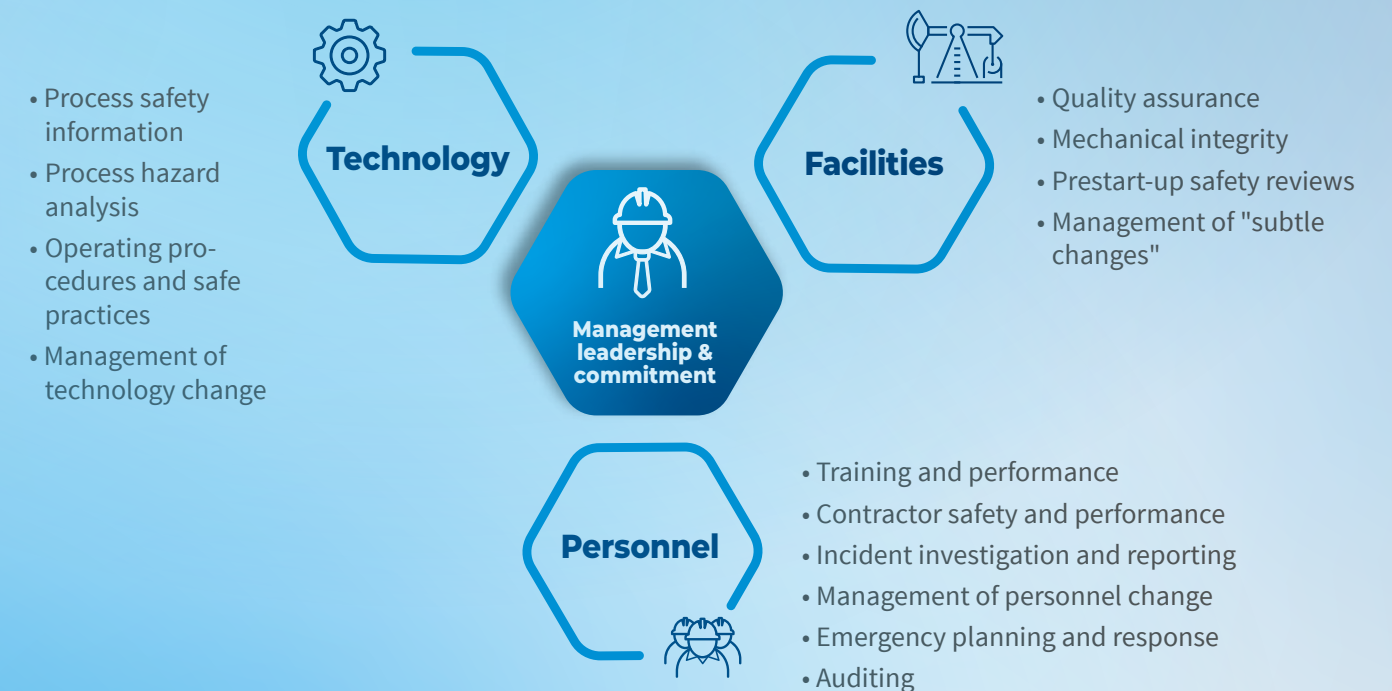 • Process safety
information
• Process hazard
analysis
• Operating pro-
cedures and safe
practices
• Management of
technology change
Technology
Facilities
• Quality assurance
• Mechanical integrity
• Prestart-up safety reviews
• Management of "subtle
changes"
Management
leadership &
commitment
Personnel
• Training and performance
• Contractor safety and performance
• Incident investigation and reporting
• Management of personnel change
• Emergency planning and response
• Auditing